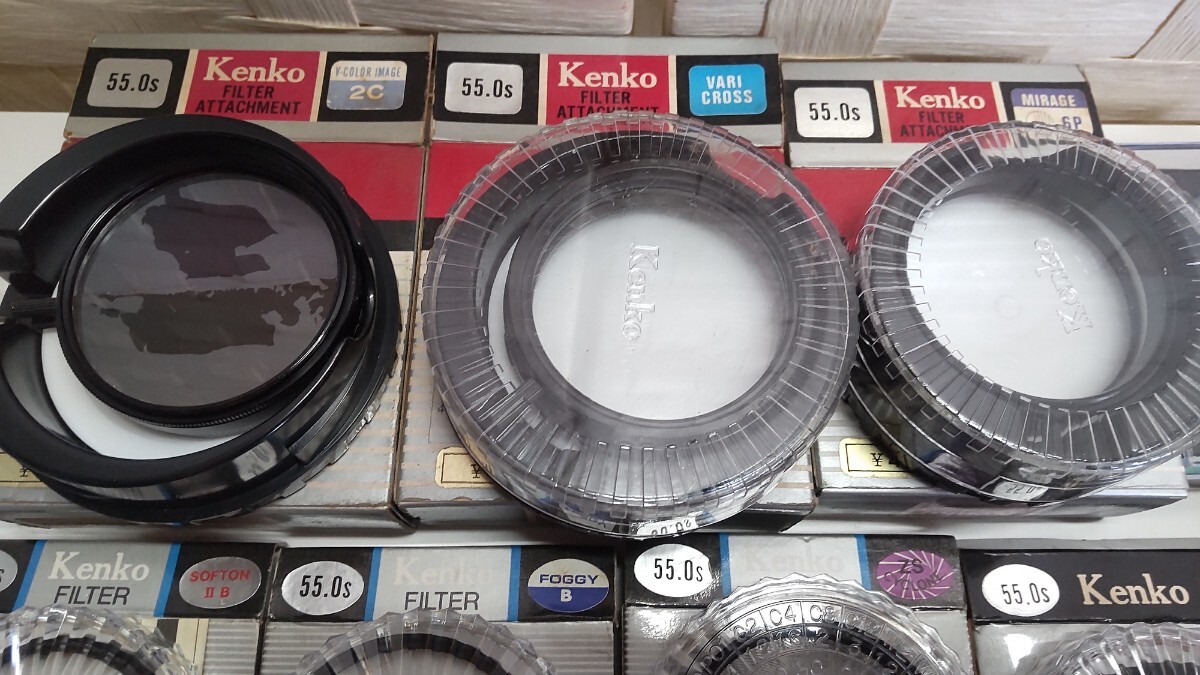 55.0s
Kenko
FILTER
ATTACHMENT
V-COLOR IMAGE
2C
55.0s
Kenko
FILTER
ATTACHMENT
VARI
CROSS
55.0s
Kenko
FILTER
MIRAGE
6P
Kenko
Kenko
¥
¥
Kenko
FILTER
SOFTON
II B
55.0s
Kenko
FILTER
FOGGY
B
55.0s
Kenko
C2 C4
55.0s
Kenko